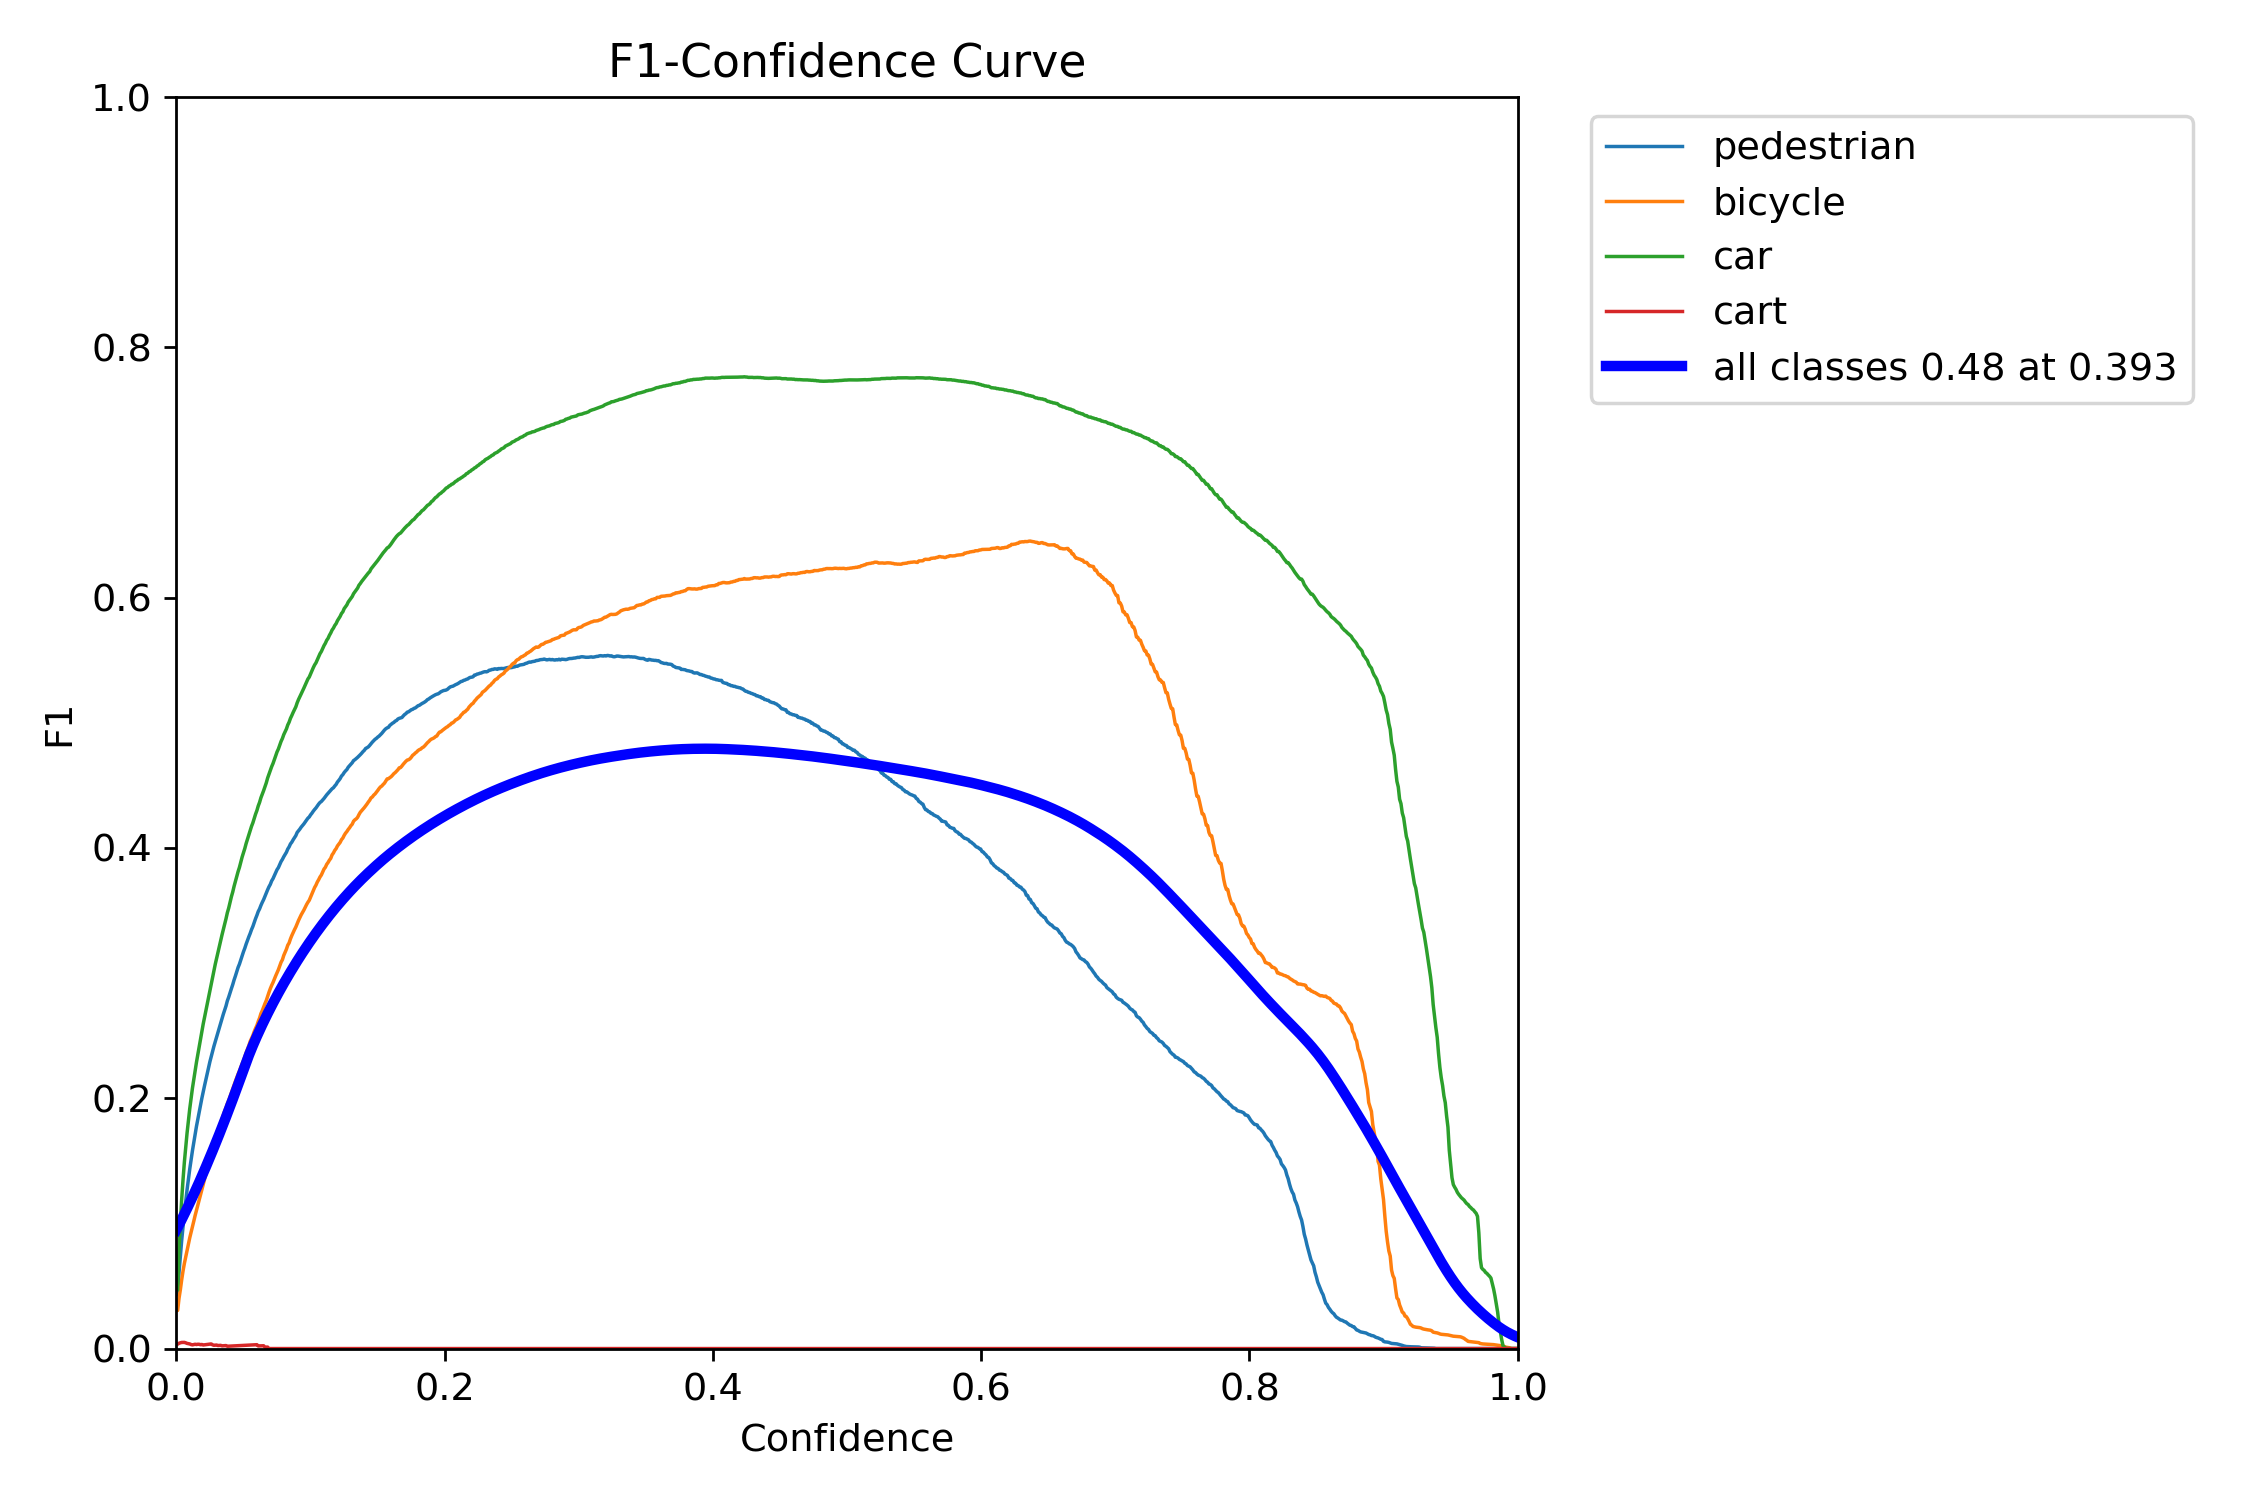 F1-Confidence Curve
1.0
0.8
0.6
0.4
0.2
0.0
F1
0.0 0.2 0.4 0.6 0.8 1.0
Confidence
pedestrian
bicycle
car
cart
all classes 0.48 at 0.393